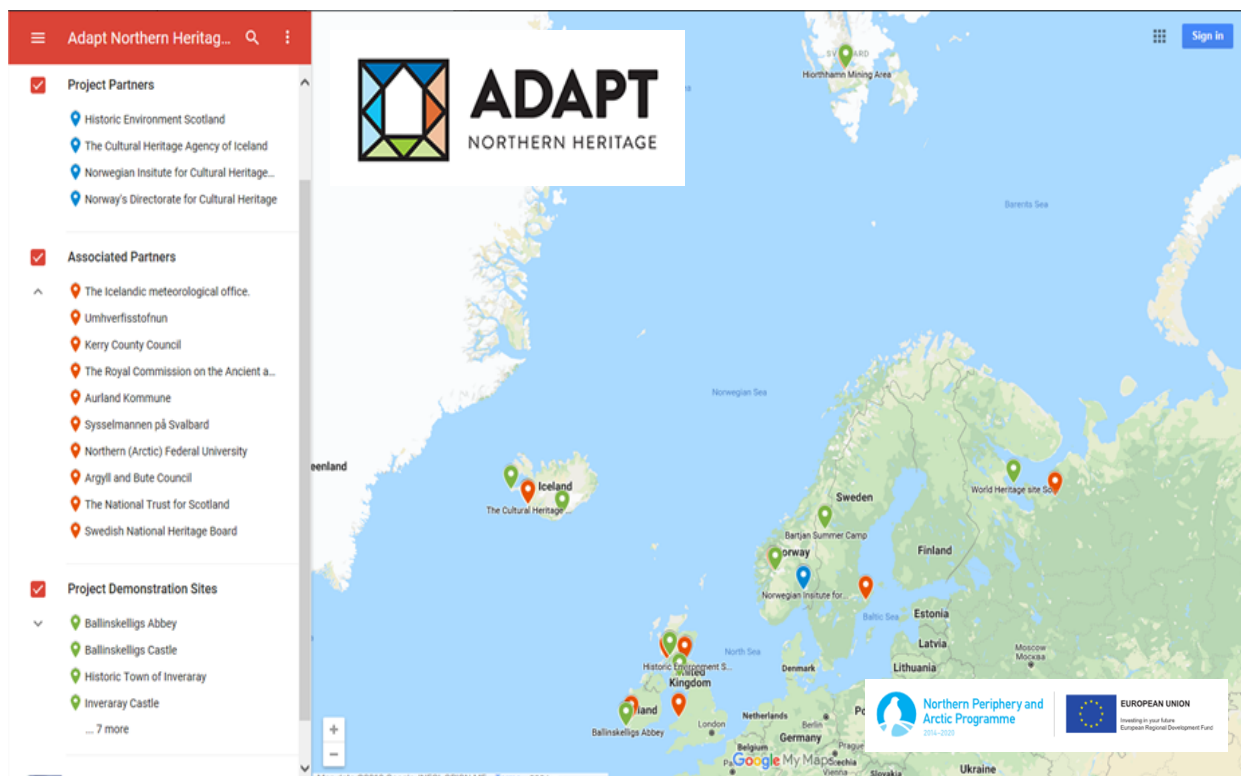 Adapt Northern Heritag...
Project Partners
Historic Environment Scotland
The Cultural Heritage Agency of Iceland
Norwegian Insitute for Cultural Heritage...
Norway's Directorate for Cultural Heritage
Associated Partners
The Icelandic meteorological office.
Umhverfisstofnun
Kerry County Council
The Royal Commission on the Ancient a...
Aurland Kommune
Sysselmannen på Svalbard
Northern (Arctic) Federal University
Argyll and Bute Council
The National Trust for Scotland
Swedish National Heritage Board
Project Demonstration Sites
Ballinskelligs Abbey
Ballinskelligs Castle
Historic Town of Inveraray
Inveraray Castle
... 7 more
ADAPT
NORTHERN HERITAGE
Sign in
Hiorthhamn Mining Area
Barents Sea
Norwegian Sea
eenland
Iceland
The Cultural Heritage ...
World Heritage site So...
Sweden
Bartjan Summer Camp
orway
Finland
Norwegian Insitute for...
Baltic Sea
Estonia
Latvia
Moscow
Москва
North Sea
Historic Environment S...
United
Kingdom
Denmark
Lithuania
land
Ballinskelligs Abbey
London
Netherlands
Berlin
Germany
Belgium
Prague
Google My Maps
echia
Vienna
Slovakia
Ukraine
Northern Periphery and
Arctic Programme
2014–2020
EUROPEAN UNION
Investing in your future
European Regional Development Fund